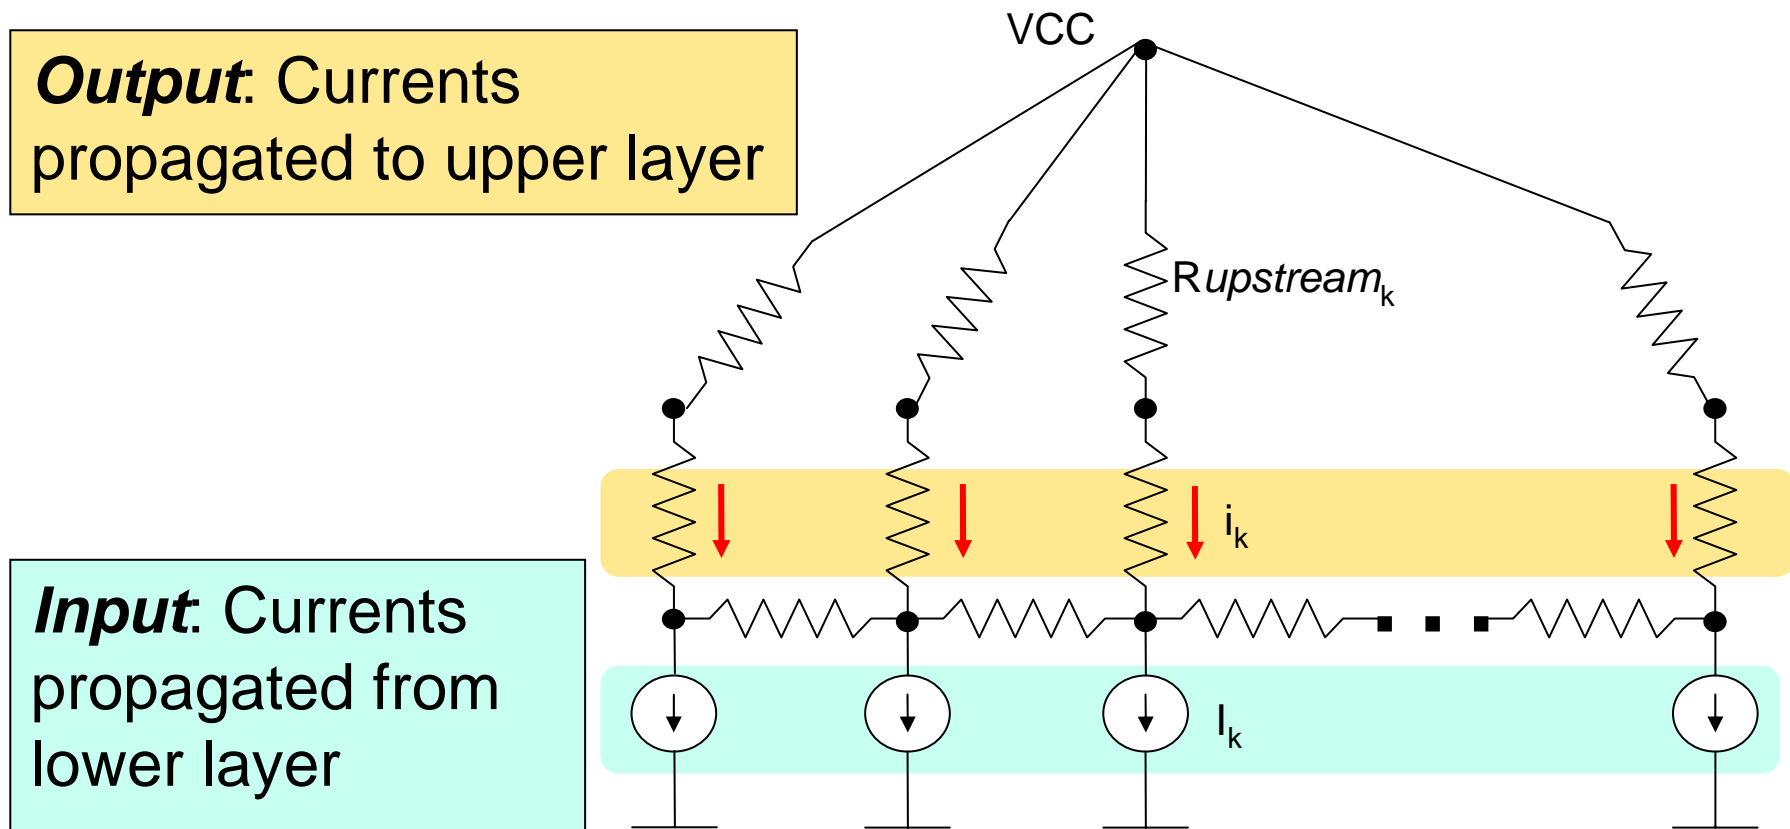 VCC
Output: Currents
propagated to upper layer
Rupstreamk
ik
Input: Currents
propagated from
lower layer
Ik